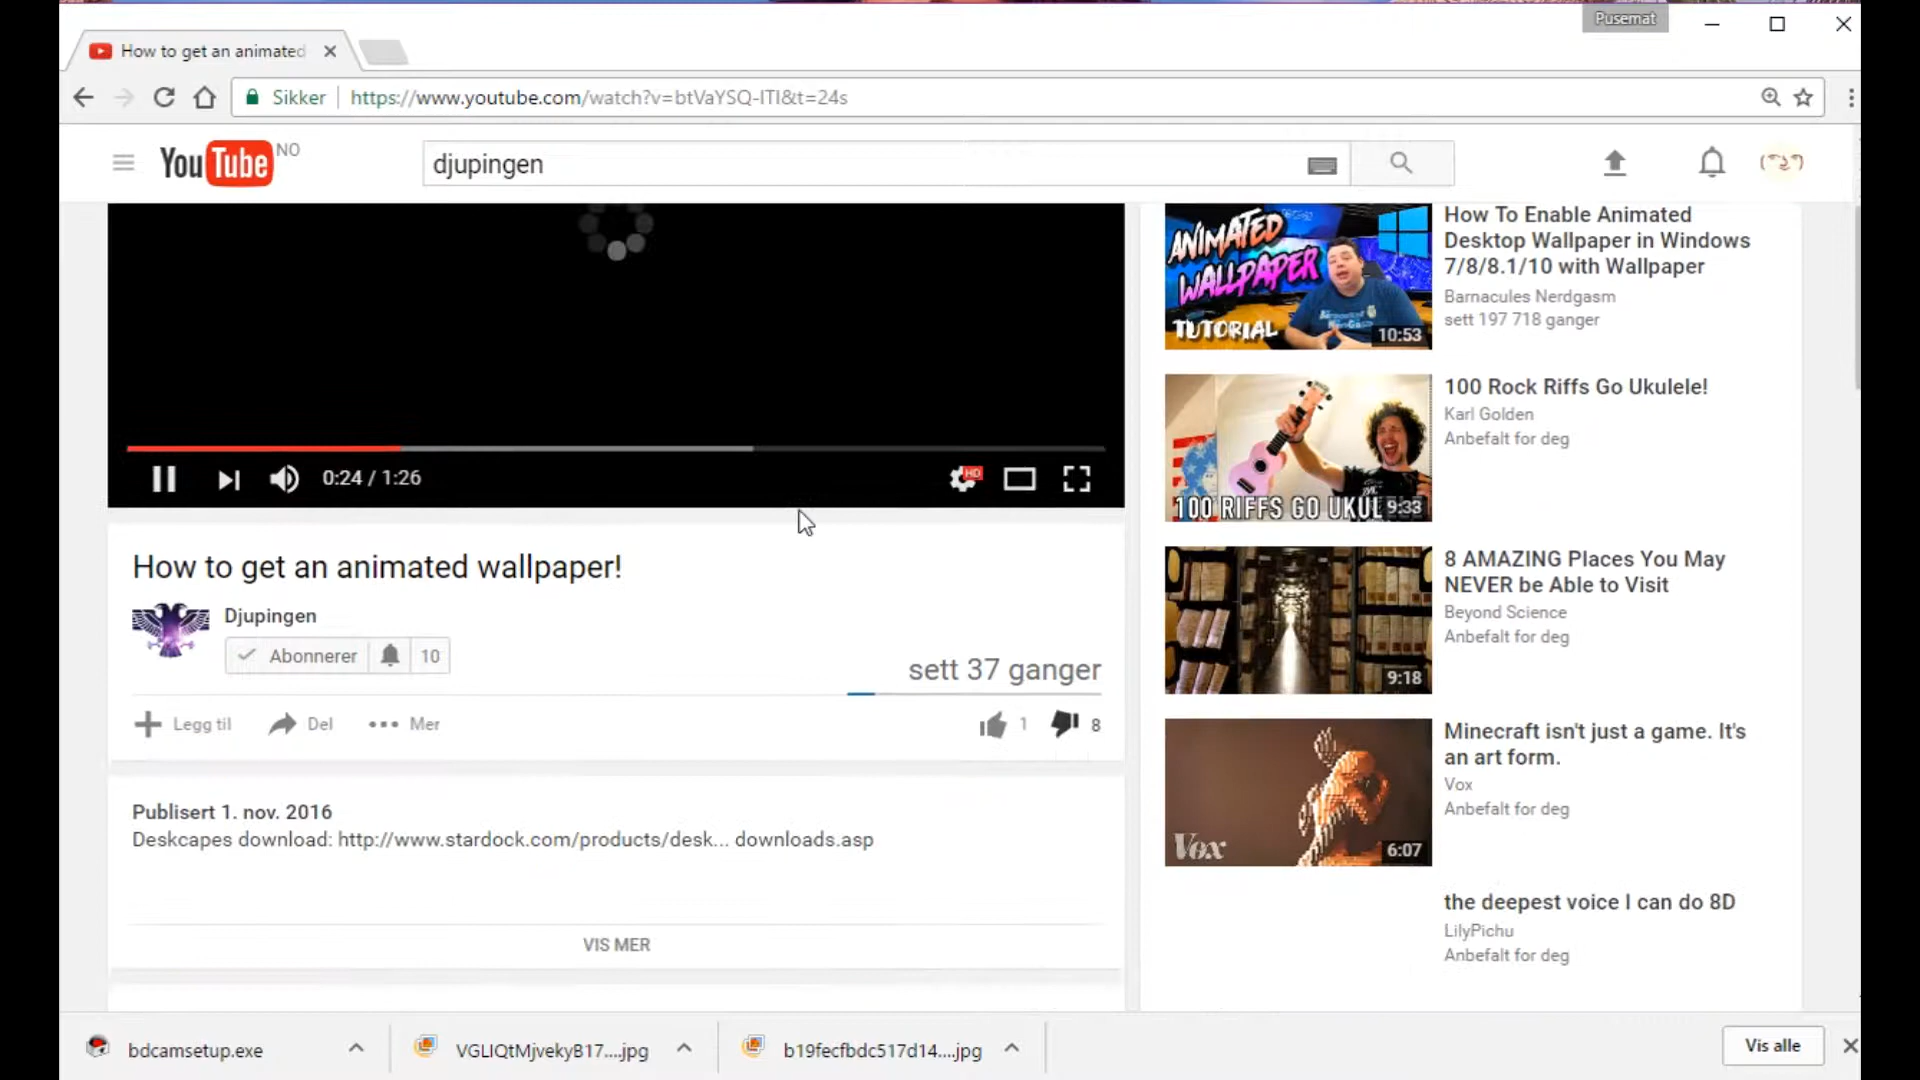 Pusemat
How to get an animated
Sikker
https://www.youtube.com/watch?v=btVaYSQ-ITI&t=24s
YouTube NO
djupingen
0:24 / 1:26
HD
How to get an animated wallpaper!
Djupingen
Abonnerer
10
sett 37 ganger
Legg til
Del
Mer
1
8
Publisert 1. nov. 2016
Deskcapes download: http://www.stardock.com/products/desk... downloads.asp
VIS MER
ANIMATED
WALLPAPER
TUTORIAL
10:53
How To Enable Animated
Desktop Wallpaper in Windows
7/8/8.1/10 with Wallpaper
Barnacules Nerdgasm
sett 197 718 ganger
100 RIFFS GO UKUL
9:33
100 Rock Riffs Go Ukulele!
Karl Golden
Anbefalt for deg
9:18
8 AMAZING Places You May
NEVER be Able to Visit
Beyond Science
Anbefalt for deg
Vox
6:07
Minecraft isn't just a game. It's
an art form.
Vox
Anbefalt for deg
the deepest voice I can do 8D
LilyPichu
Anbefalt for deg
bdcamsetup.exe
VGLIQtMjvekyB17....jpg
b19fecfbdc517d14....jpg
Vis alle